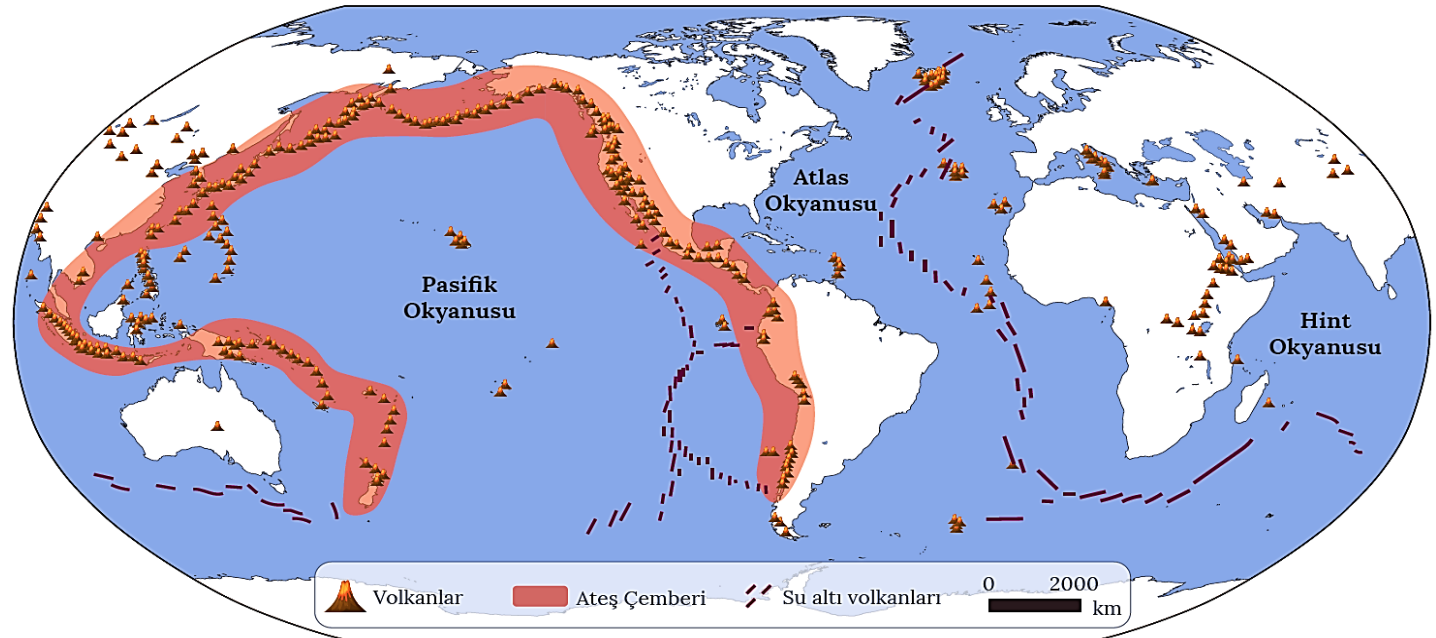 Atlas
Okyanusu
Pasifik
Okyanusu
Hint
Okyanusu
Volkanlar
Ateş Çemberi
Su altı volkanları
0 2000
km